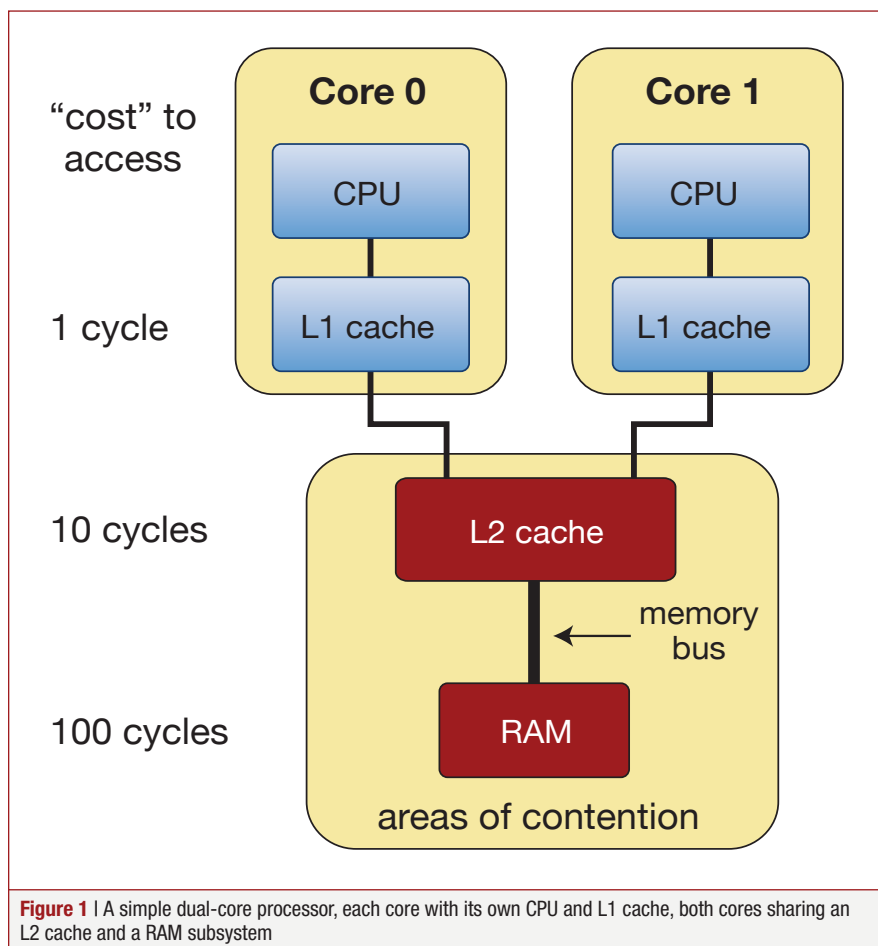 Core 0
Core 1
“cost” to
access
CPU
CPU
1 cycle
L1 cache
L1 cache
10 cycles
L2 cache
memory
bus
100 cycles
RAM
areas of contention
Figure 1 | A simple dual-core processor, each core with its own CPU and L1 cache, both cores sharing an
L2 cache and a RAM subsystem